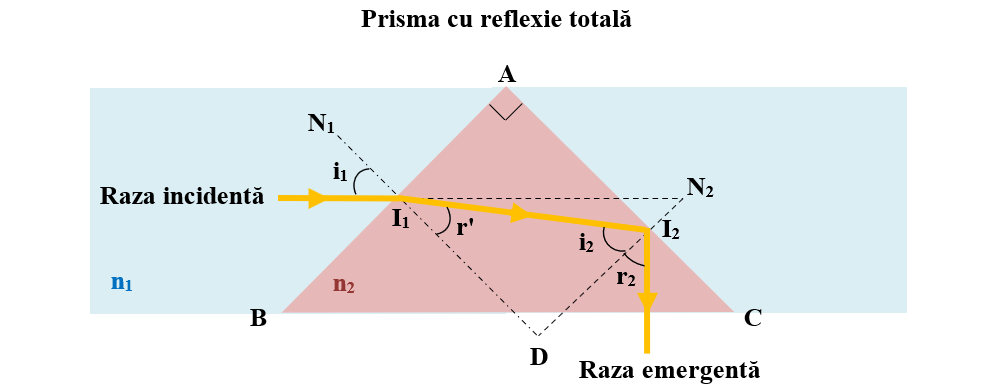 Prisma cu reflexie totală
A
N₁
i₁
Raza incidentă
N₂
I₁
r'
i₂
I₂
r₂
n₁
n₂
B
C
D
Raza emergentă